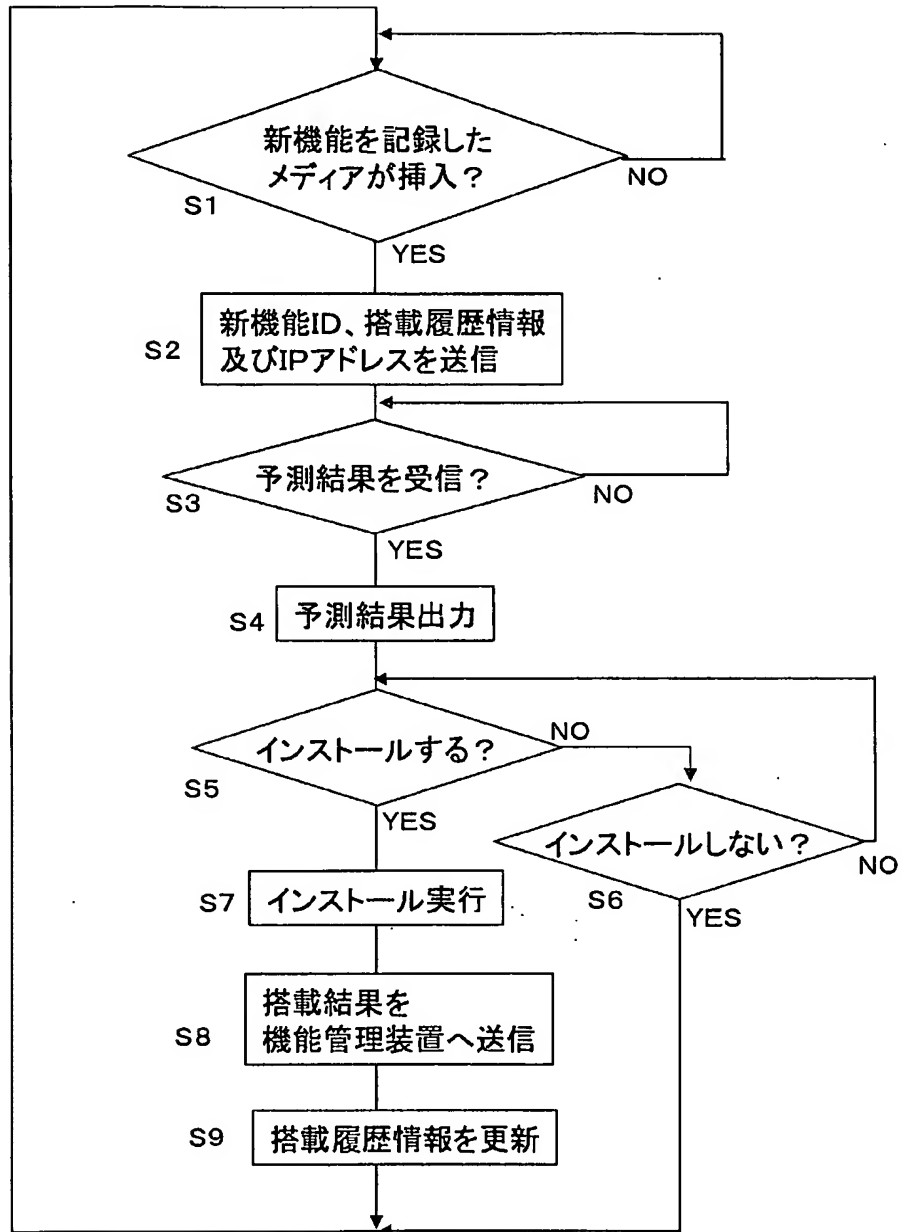 新機能を記録した
メディアが挿入？
NO
S1
YES
S2
新機能ID、搭載履歴情報
及びIPアドレスを送信
予測結果を受信？
S3
NO
YES
S4
予測結果出力
インストールする？
NO
S5
YES
インストールしない？
NO
S6
YES
S7
インストール実行
S8
搭載結果を
機能管理装置へ送信
S9
搭載履歴情報を更新